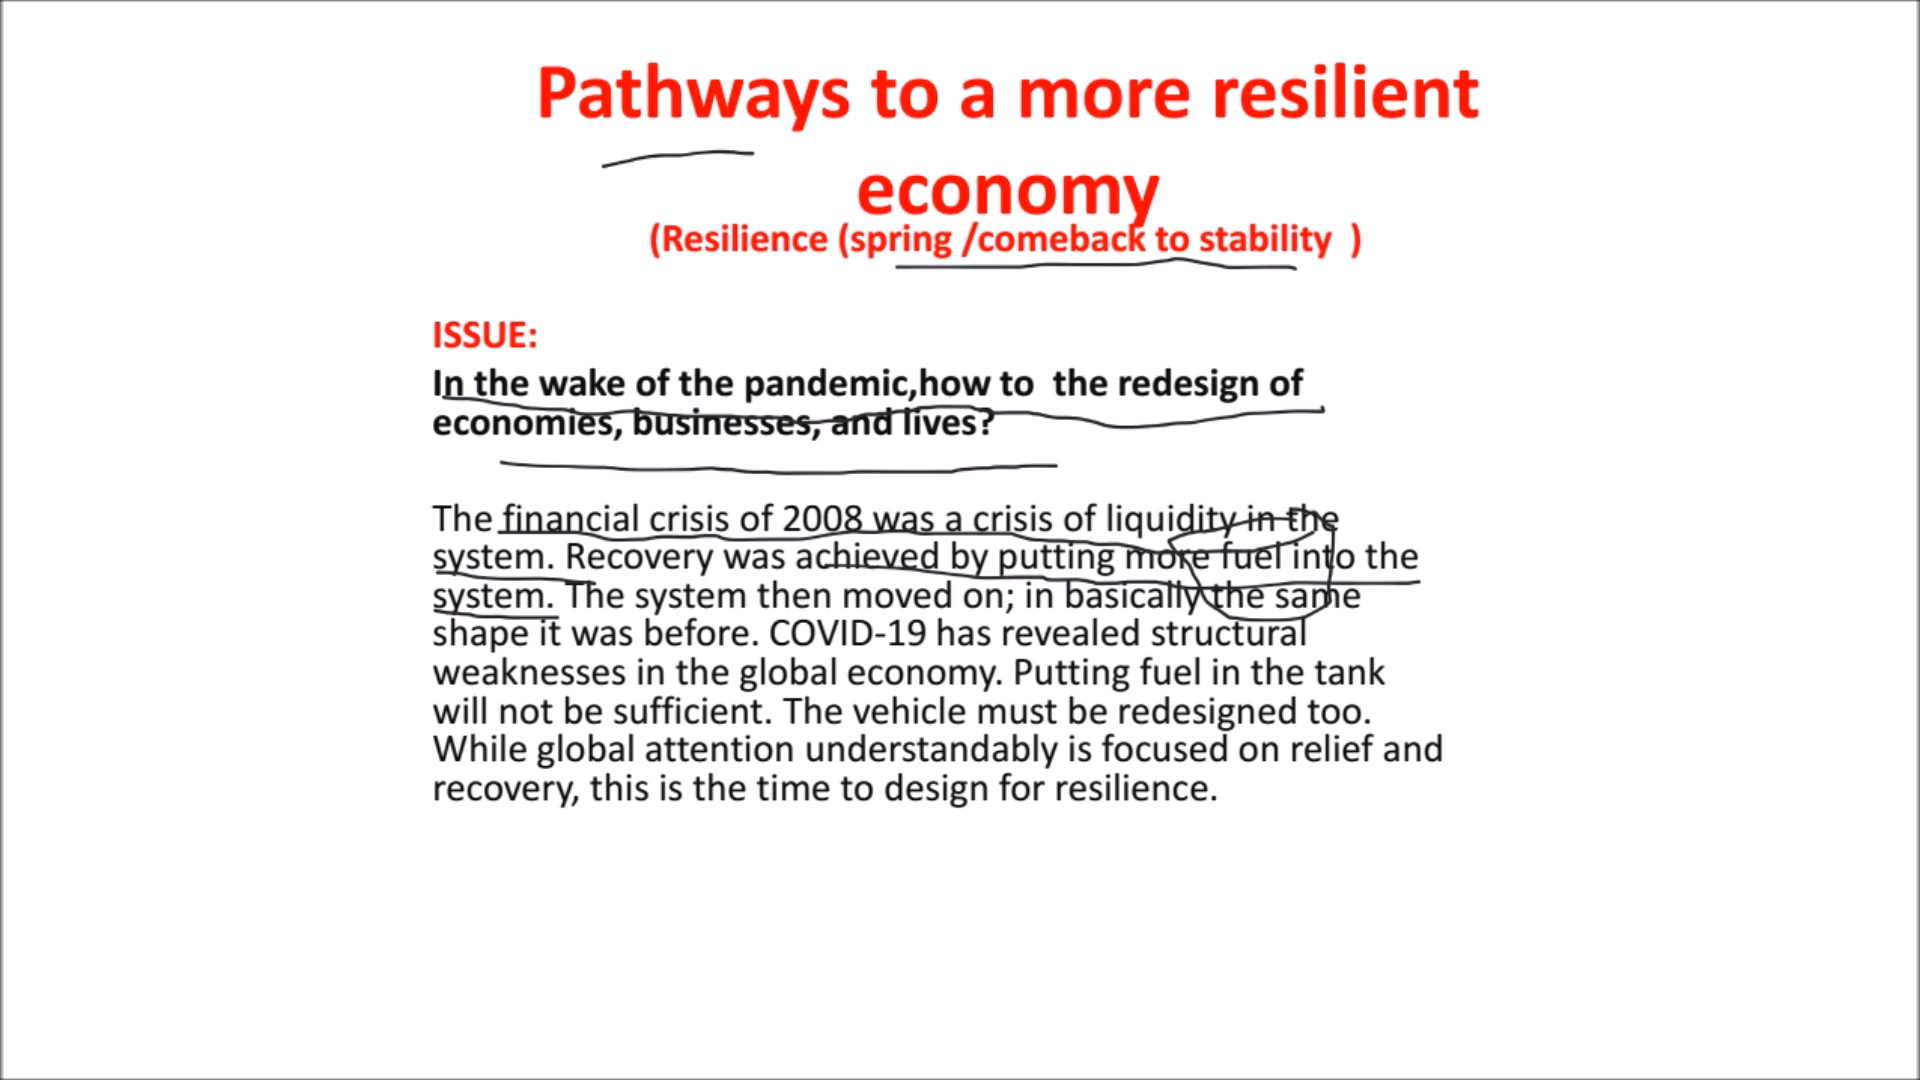 Pathways to a more resilient
economy
(Resilience (spring /comeback to stability  )
ISSUE:
In the wake of the pandemic,how to  the redesign of
economies, businesses, and lives?
The financial crisis of 2008 was a crisis of liquidity in the
system. Recovery was achieved by putting more fuel into the
system. The system then moved on; in basically the same
shape it was before. COVID-19 has revealed structural
weaknesses in the global economy. Putting fuel in the tank
will not be sufficient. The vehicle must be redesigned too.
While global attention understandably is focused on relief and
recovery, this is the time to design for resilience.